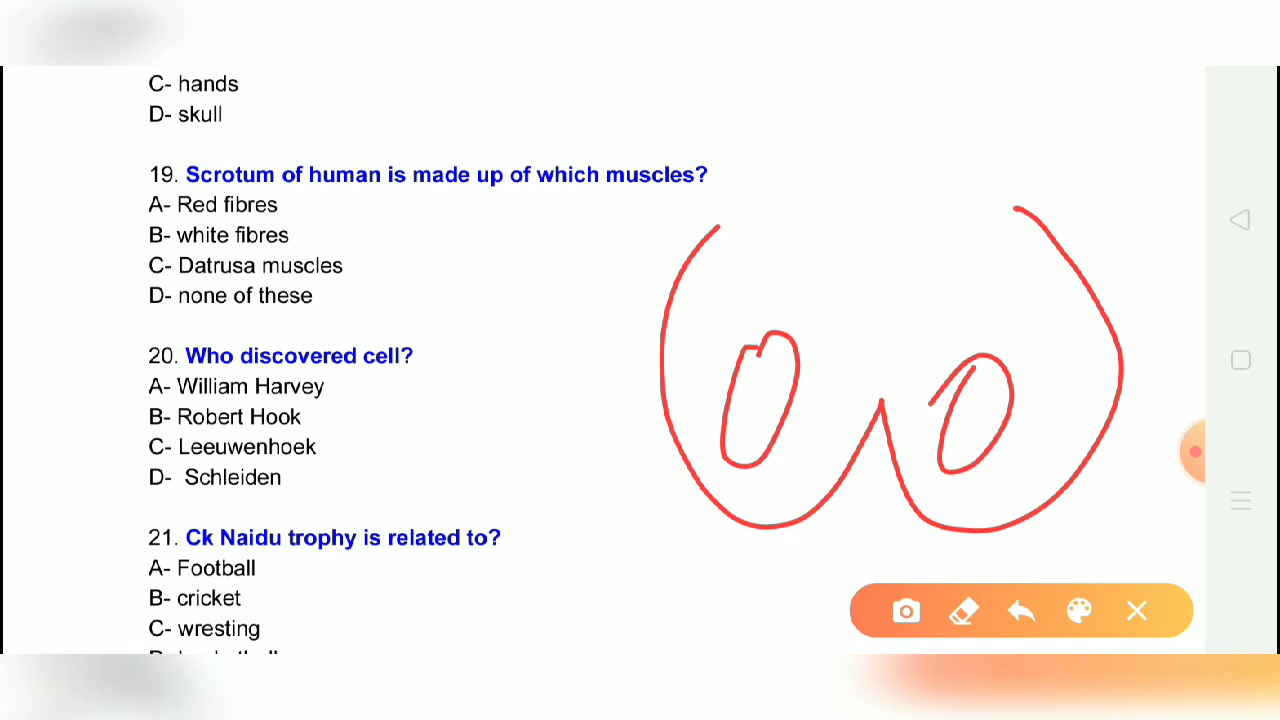 C- hands
D- skull
19. Scrotum of human is made up of which muscles?
A- Red fibres
B- white fibres
C- Datrusa muscles
D- none of these
20. Who discovered cell?
A- William Harvey
B- Robert Hook
C- Leeuwenhoek
D- Schleiden
21. Ck Naidu trophy is related to?
A- Football
B- cricket
C- wresting